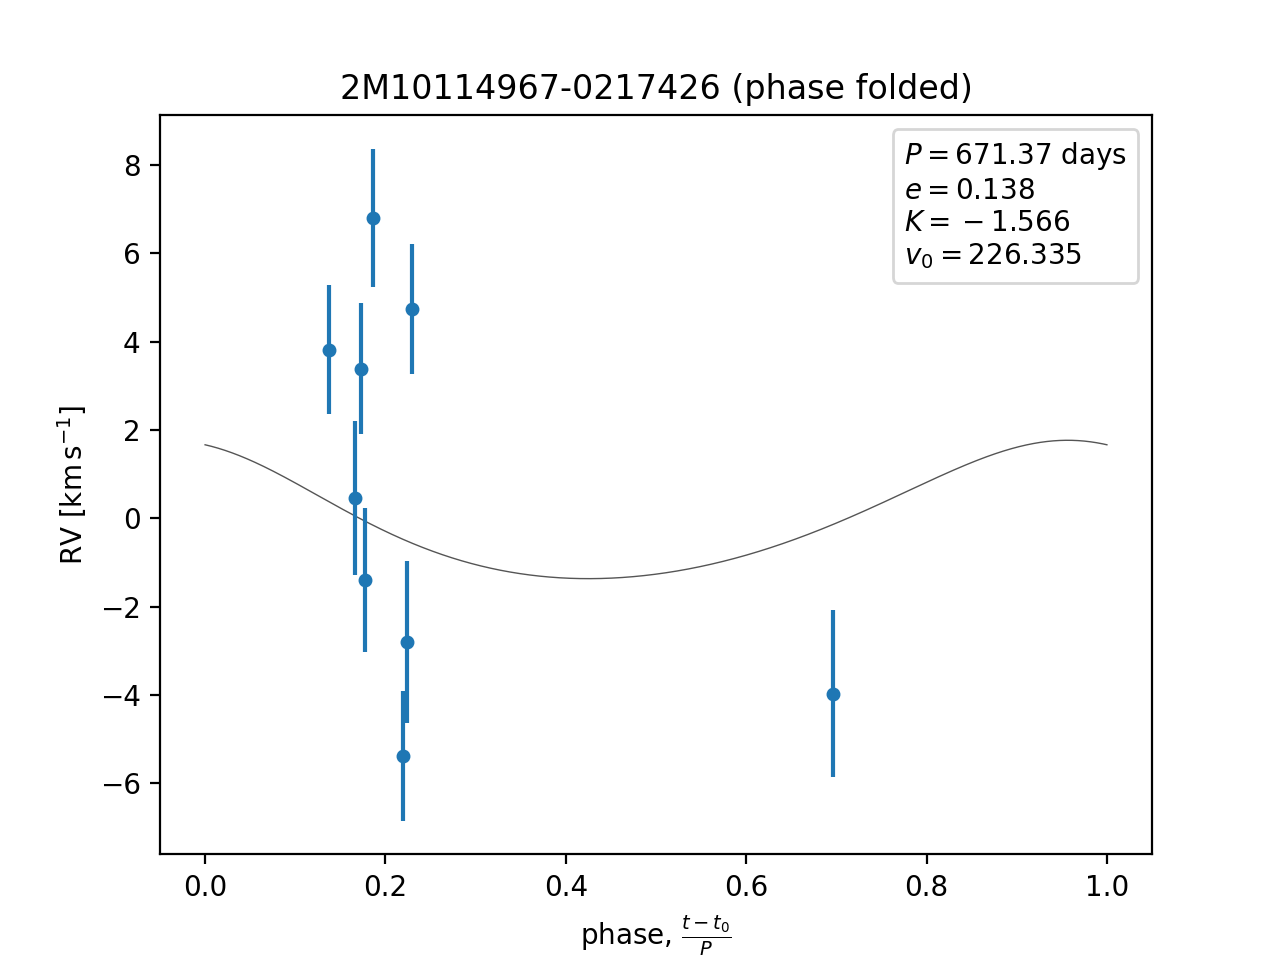 2M10114967-0217426 (phase folded)
P = 671.37 days
e = 0.138
K = −1.566
v₀ = 226.335
8
6
4
2
0
−2
−4
−6
RV [km s⁻¹]
0.0 0.2 0.4 0.6 0.8 1.0
phase, (t − t₀)/P